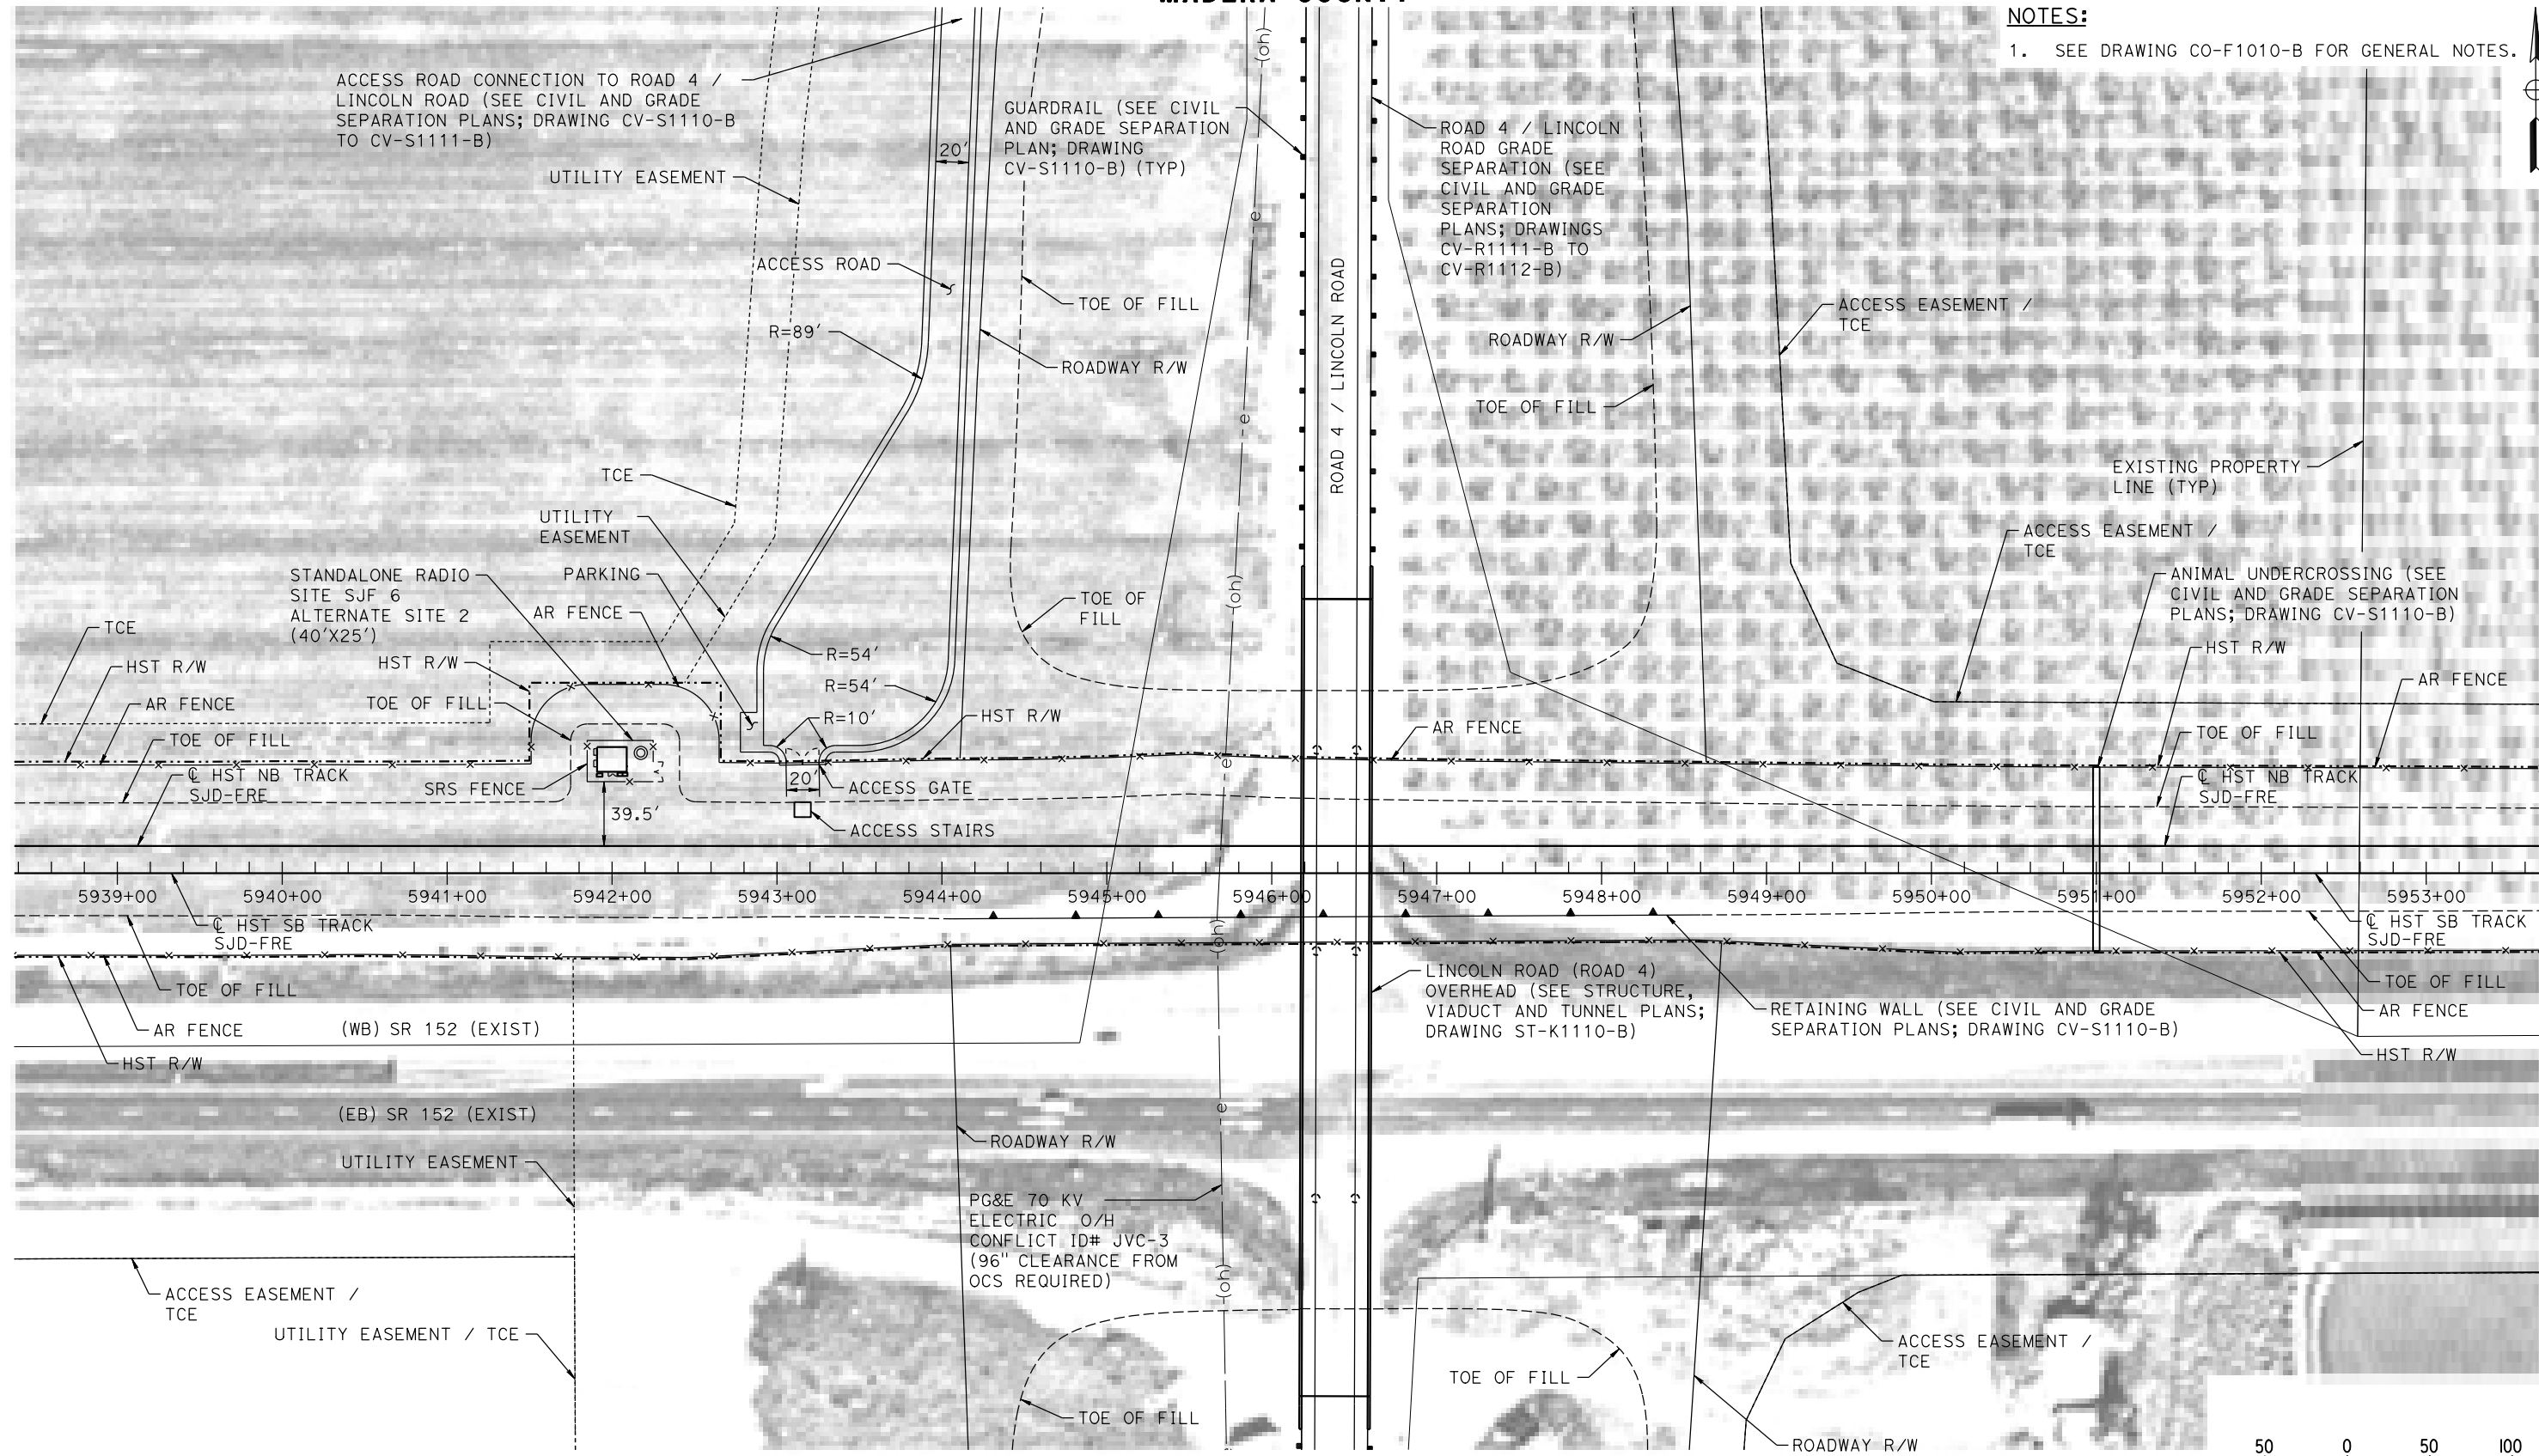 MADERA COUNTY
NOTES:
1. SEE DRAWING CO-F1010-B FOR GENERAL NOTES.
ACCESS ROAD CONNECTION TO ROAD 4 /
LINCOLN ROAD (SEE CIVIL AND GRADE
SEPARATION PLANS; DRAWING CV-S1110-B
TO CV-S1111-B)
UTILITY EASEMENT
20'
GUARDRAIL (SEE CIVIL
AND GRADE SEPARATION
PLAN; DRAWING
CV-S1110-B) (TYP)
(oh)
ROAD 4 / LINCOLN
ROAD GRADE
SEPARATION (SEE
CIVIL AND GRADE
SEPARATION
PLANS; DRAWINGS
CV-R1111-B TO
CV-R1112-B)
e
ACCESS ROAD
TOE OF FILL
R=89'
ROADWAY R/W
ROAD 4 / LINCOLN ROAD
ROADWAY R/W
ACCESS EASEMENT /
TCE
TOE OF FILL
e
TCE
EXISTING PROPERTY
LINE (TYP)
UTILITY
EASEMENT
ACCESS EASEMENT /
TCE
STANDALONE RADIO
SITE SJF 6
ALTERNATE SITE 2
(40'X25')
PARKING
AR FENCE
(oh)
TOE OF
FILL
ANIMAL UNDERCROSSING (SEE
CIVIL AND GRADE SEPARATION
PLANS; DRAWING CV-S1110-B)
TCE
HST R/W
HST R/W
R=54'
R=54'
HST R/W
AR FENCE
AR FENCE
TOE OF FILL
R=10'
HST R/W
AR FENCE
TOE OF FILL
TOE OF FILL
e
℄ HST NB TRACK
SJD-FRE
SRS FENCE
20'
ACCESS GATE
39.5'
ACCESS STAIRS
℄ HST NB TRACK
SJD-FRE
5939+00 5940+00 5941+00 5942+00 5943+00 5944+00 5945+00 5946+00 5947+00 5948+00 5949+00 5950+00 5951+00 5952+00 5953+00
℄ HST SB TRACK
SJD-FRE
(oh)
℄ HST SB TRACK
SJD-FRE
TOE OF FILL
AR FENCE
HST R/W
(WB) SR 152 (EXIST)
LINCOLN ROAD (ROAD 4)
OVERHEAD (SEE STRUCTURE,
VIADUCT AND TUNNEL PLANS;
DRAWING ST-K1110-B)
RETAINING WALL (SEE CIVIL AND GRADE
SEPARATION PLANS; DRAWING CV-S1110-B)
TOE OF FILL
AR FENCE
HST R/W
(EB) SR 152 (EXIST)
e
ROADWAY R/W
UTILITY EASEMENT
PG&E 70 KV
ELECTRIC O/H
CONFLICT ID# JVC-3
(96" CLEARANCE FROM
OCS REQUIRED)
(oh)
ACCESS EASEMENT /
TCE
UTILITY EASEMENT / TCE
ACCESS EASEMENT /
TCE
TOE OF FILL
TOE OF FILL
ROADWAY R/W
50 0 50 100